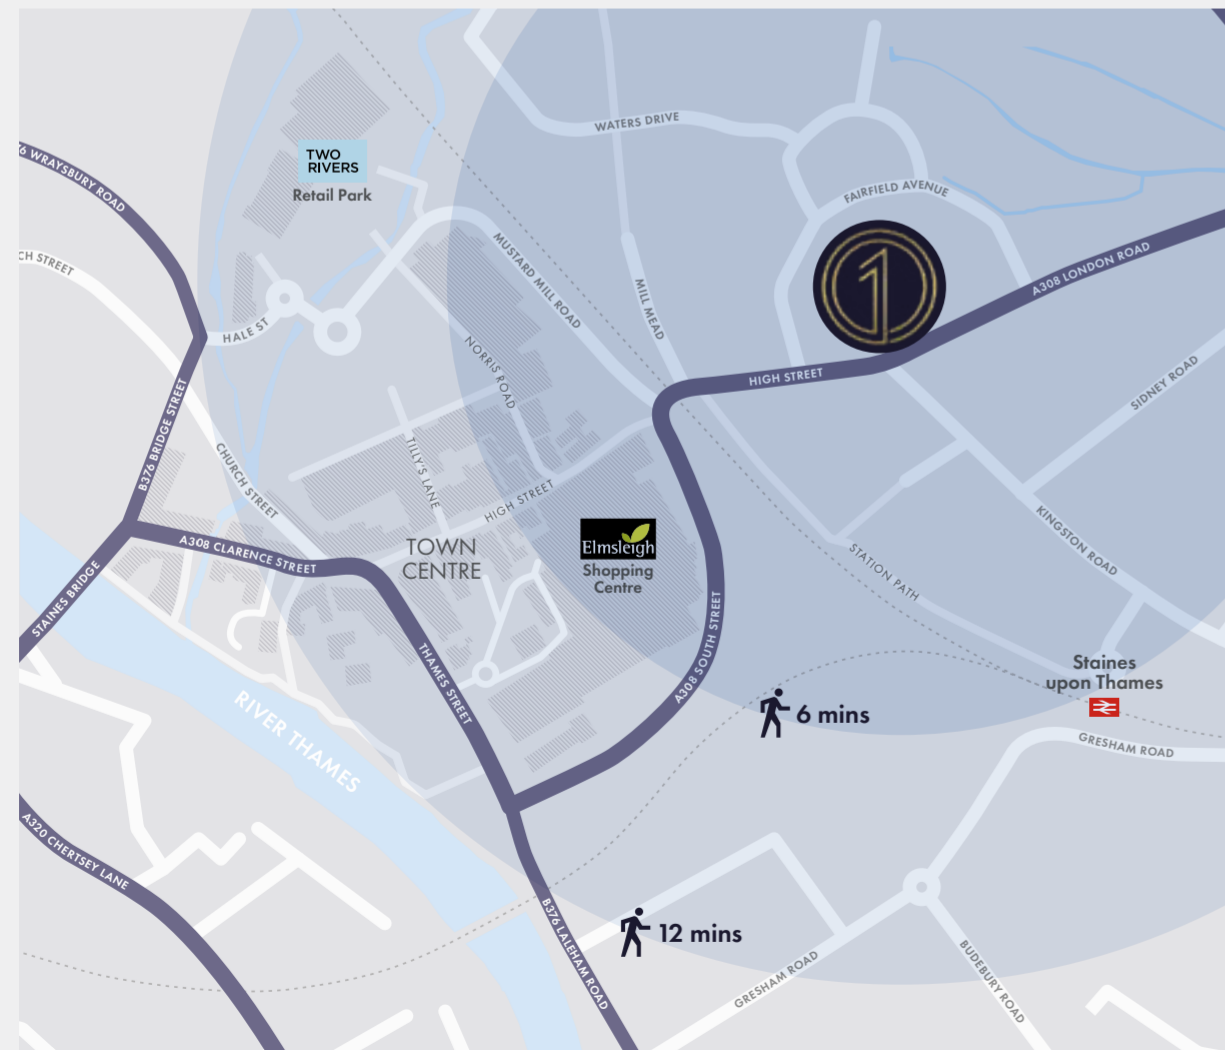 WATERS DRIVE
6 WRAYSBURY ROAD
TWO
RIVERS
Retail Park
FAIRFIELD AVENUE
CH STREET
MUSTARD MILL ROAD
MILL MEAD
1
A308 LONDON ROAD
HALE ST
NORRIS ROAD
HIGH STREET
SIDNEY ROAD
B376 BRIDGE STREET
CHURCH STREET
TILLY'S LANE
HIGH STREET
A308 CLARENCE STREET
TOWN
CENTRE
Elmsleigh
Shopping
Centre
KINGSTON ROAD
STATION PATH
STAINES BRIDGE
THAMES STREET
A308 SOUTH STREET
Staines
upon Thames
RIVER THAMES
6 mins
GRESHAM ROAD
A320 CHERTSEY LANE
B376 LALEHAM ROAD
12 mins
GRESHAM ROAD
BUDEBURY ROAD